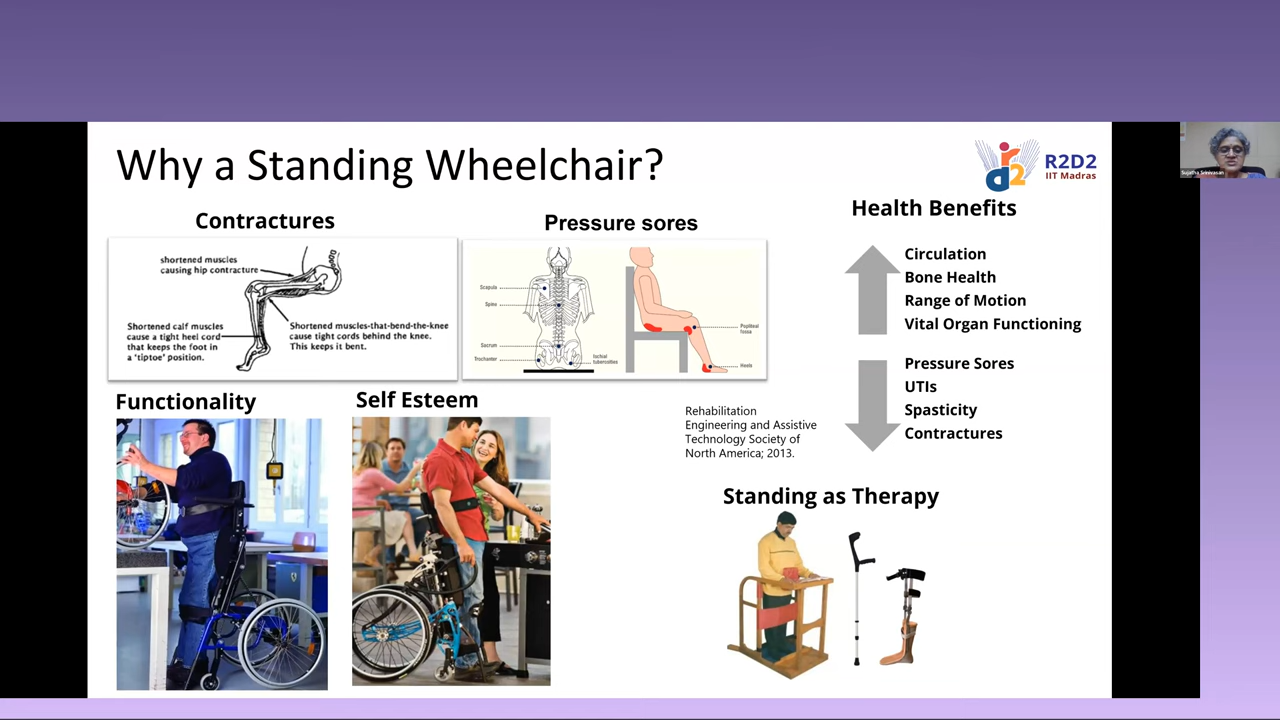 Why a Standing Wheelchair?
R2D2
IIT Madras
Sujatha Srinivasan
Contractures
shortened muscles
causing hip contracture
Shortened calf muscles
cause a tight heel cord
that keeps the foot in
a 'tiptoe' position.
Shortened muscles-that-bend-the-knee
cause tight cords behind the knee.
This keeps it bent.
Pressure sores
Scapula
Spine
Sacrum
Trochanter
Ischial
tuberosities
Popliteal
fossa
Heels
Health Benefits
Circulation
Bone Health
Range of Motion
Vital Organ Functioning
Pressure Sores
UTIs
Spasticity
Contractures
Functionality
Self Esteem
Rehabilitation
Engineering and Assistive
Technology Society of
North America; 2013.
Standing as Therapy